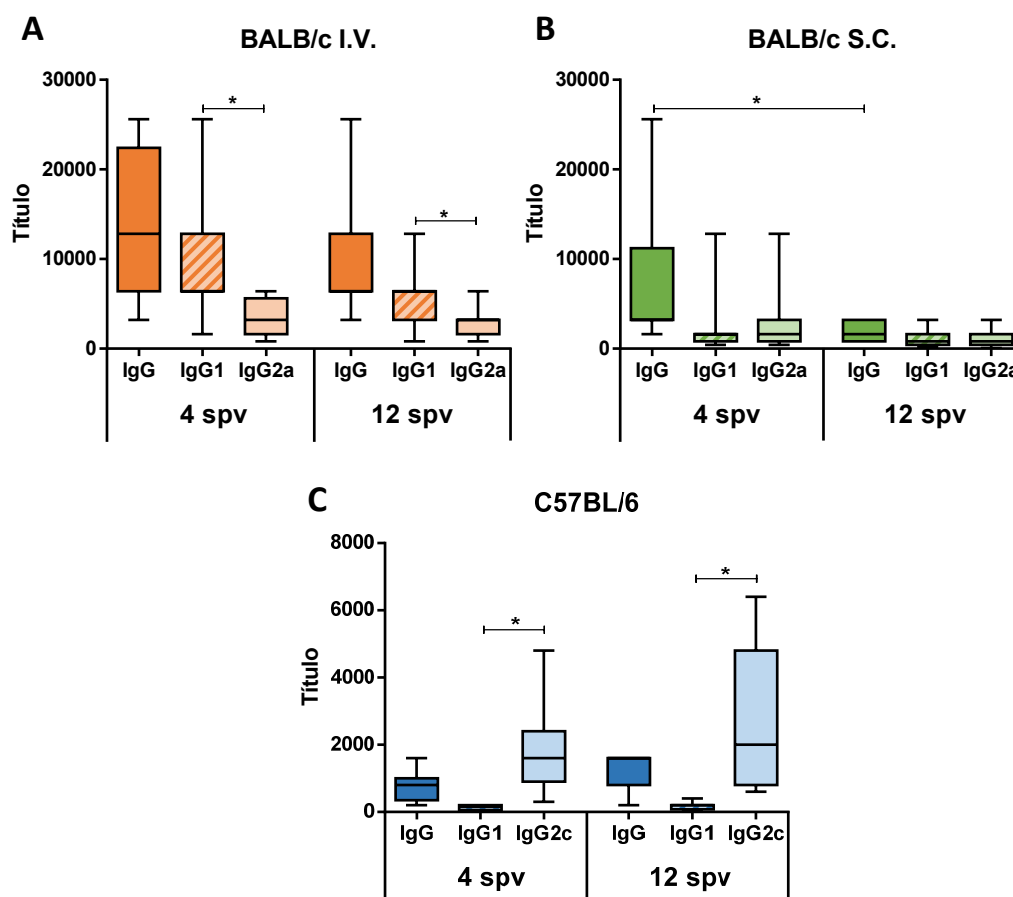 A
BALB/c I.V.
Título
30000
20000
10000
0
*
*
IgG IgG1 IgG2a IgG IgG1 IgG2a
4 spv 12 spv
B
BALB/c S.C.
Título
30000
20000
10000
0
*
IgG IgG1 IgG2a IgG IgG1 IgG2a
4 spv 12 spv
C
C57BL/6
Título
8000
6000
4000
2000
0
*
*
IgG IgG1 IgG2c IgG IgG1 IgG2c
4 spv 12 spv